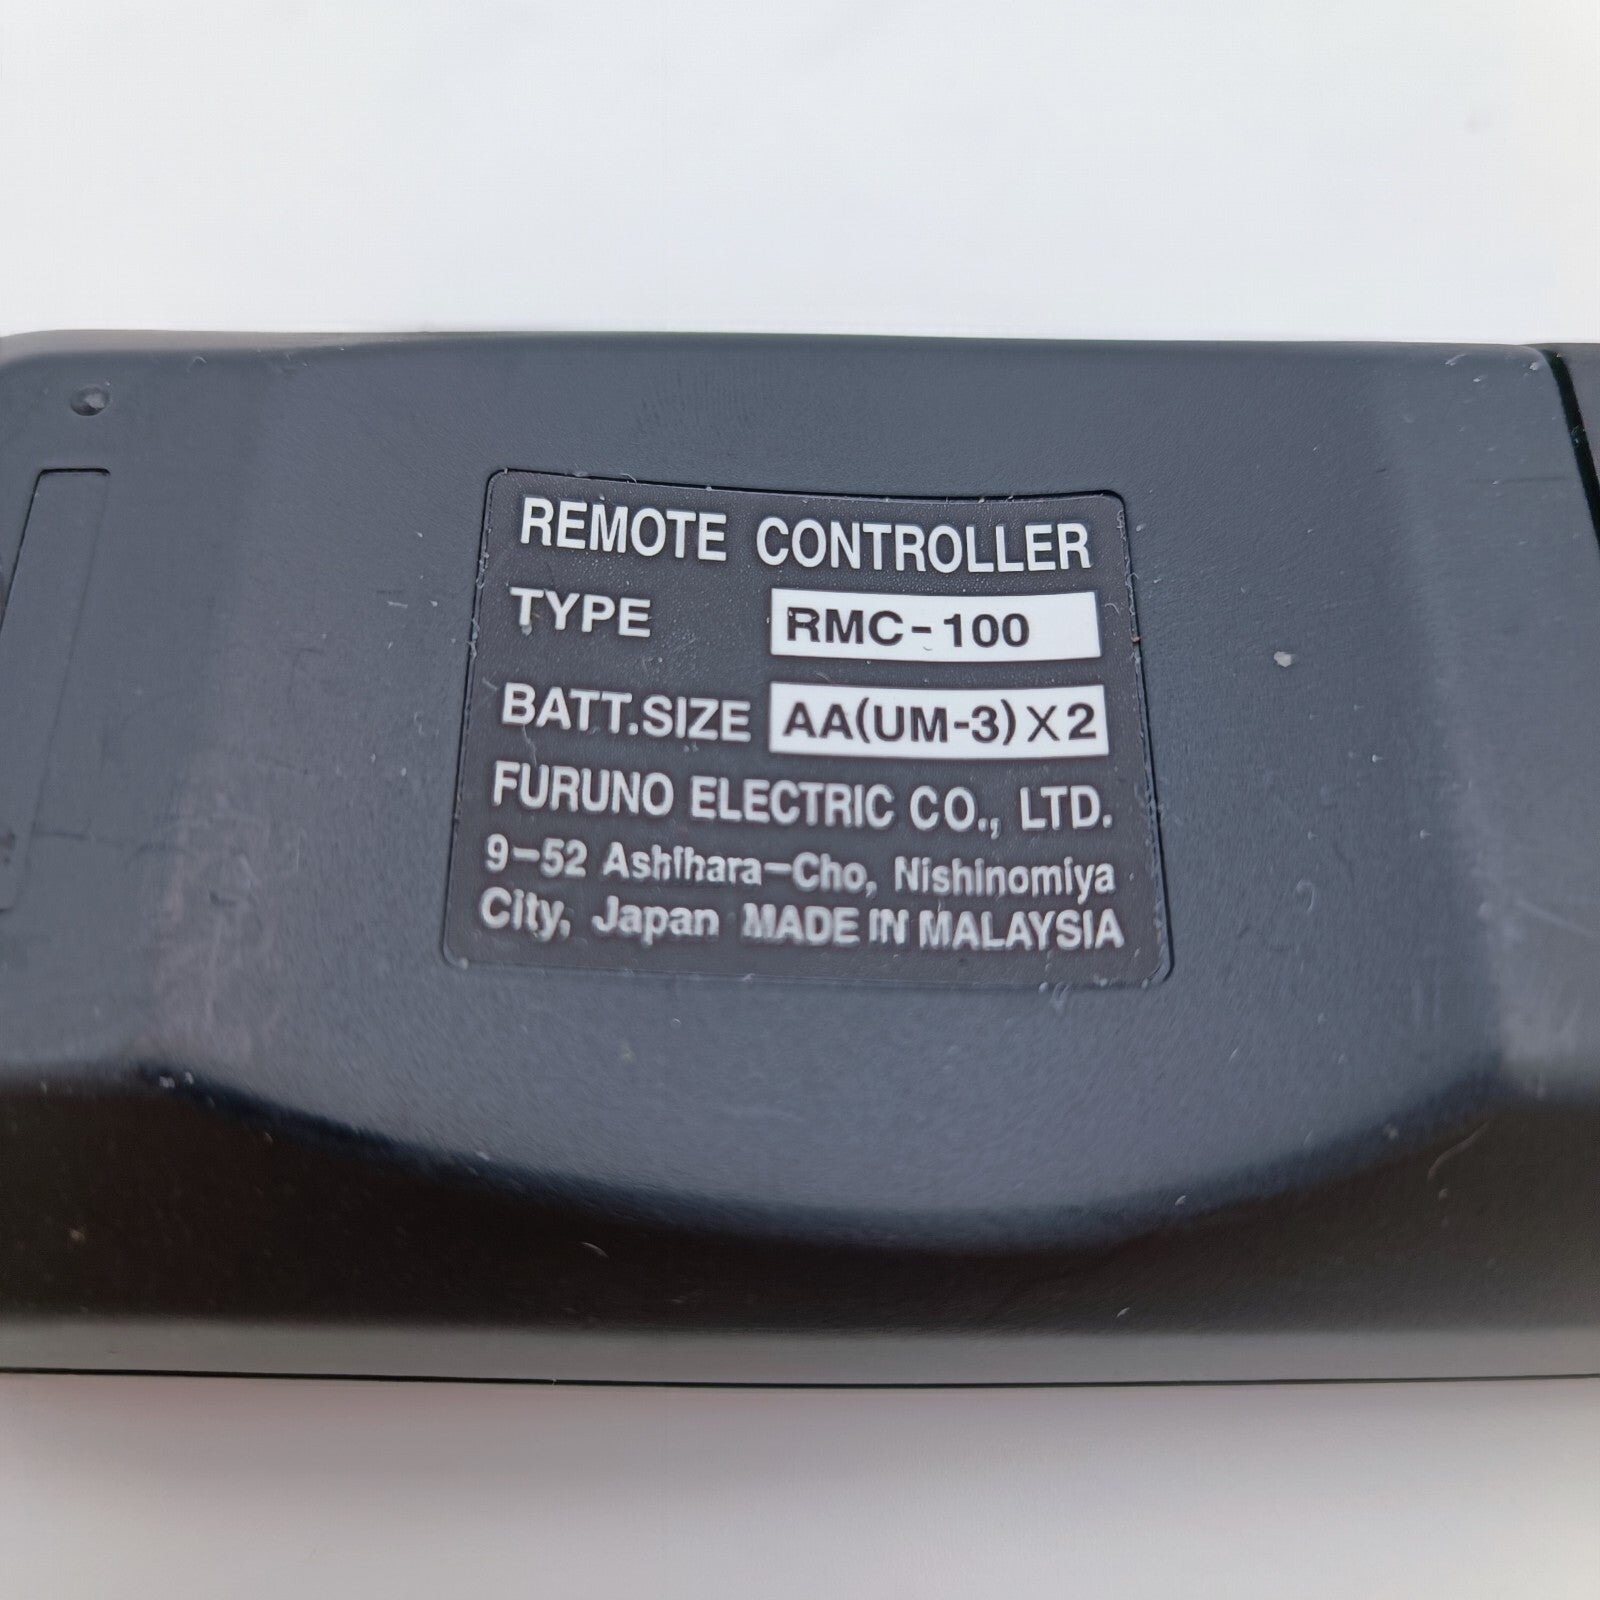 REMOTE CONTROLLER
TYPE RMC-100
BATT.SIZE AA(UM-3)X2
FURUNO ELECTRIC CO., LTD.
9-52 Ashihara-Cho, Nishinomiya
City, Japan MADE IN MALAYSIA